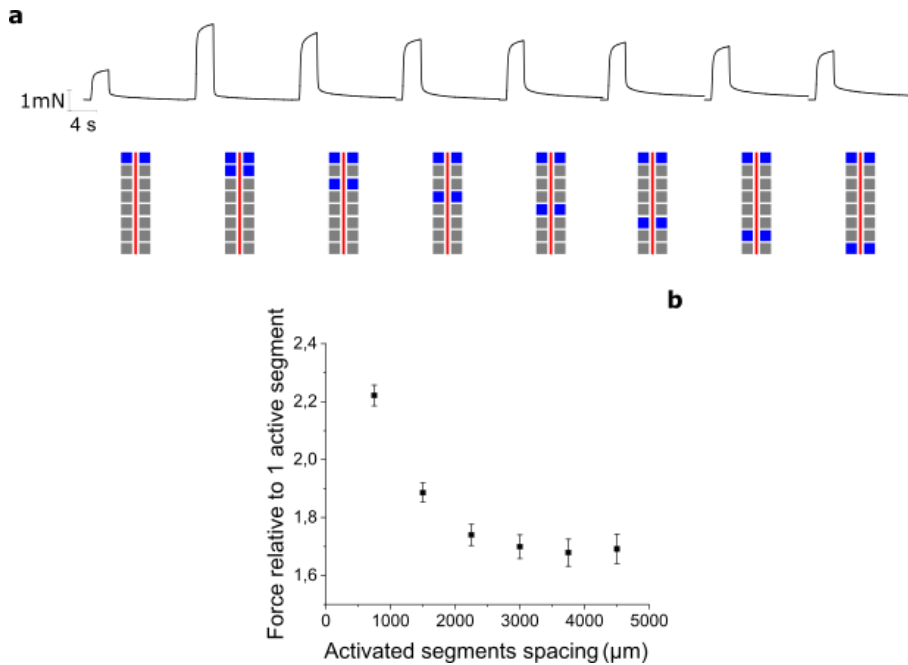 a
1mN
4 s
b
Force relative to 1 active segment
2,4
2,2
2,0
1,8
1,6
0 1000 2000 3000 4000 5000
Activated segments spacing (µm)